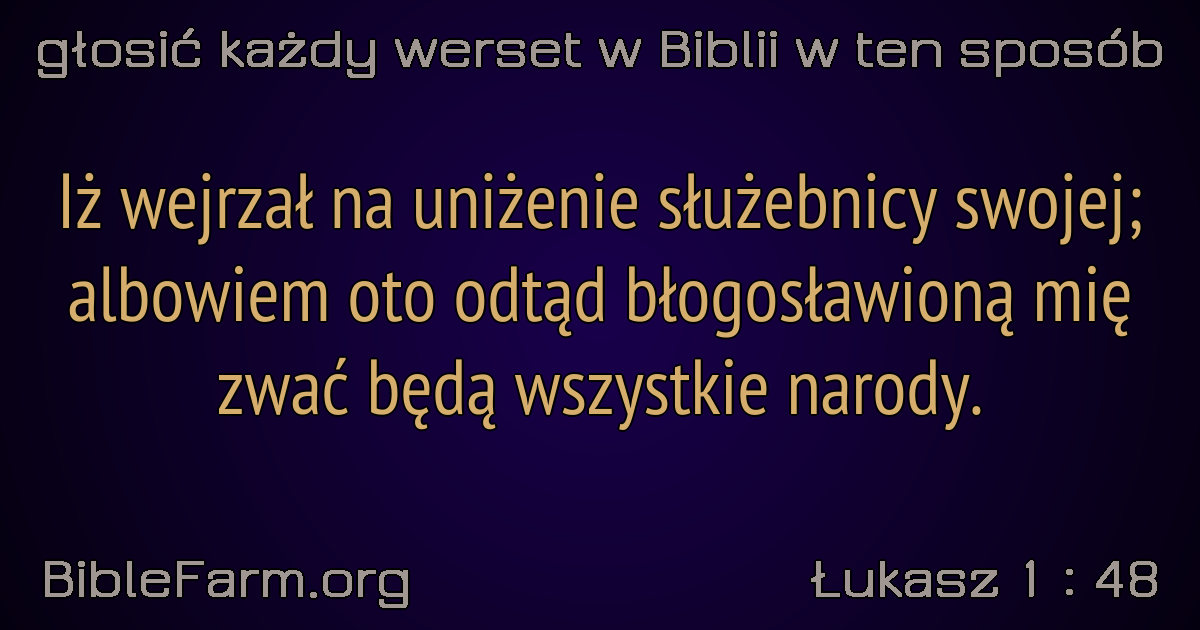 głosić każdy werset w Biblii w ten sposób
Iż wejrzał na uniżenie służebnicy swojej;
albowiem oto odtąd błogosławioną mię
zwać będą wszystkie narody.
BibleFarm.org
Łukasz 1 : 48